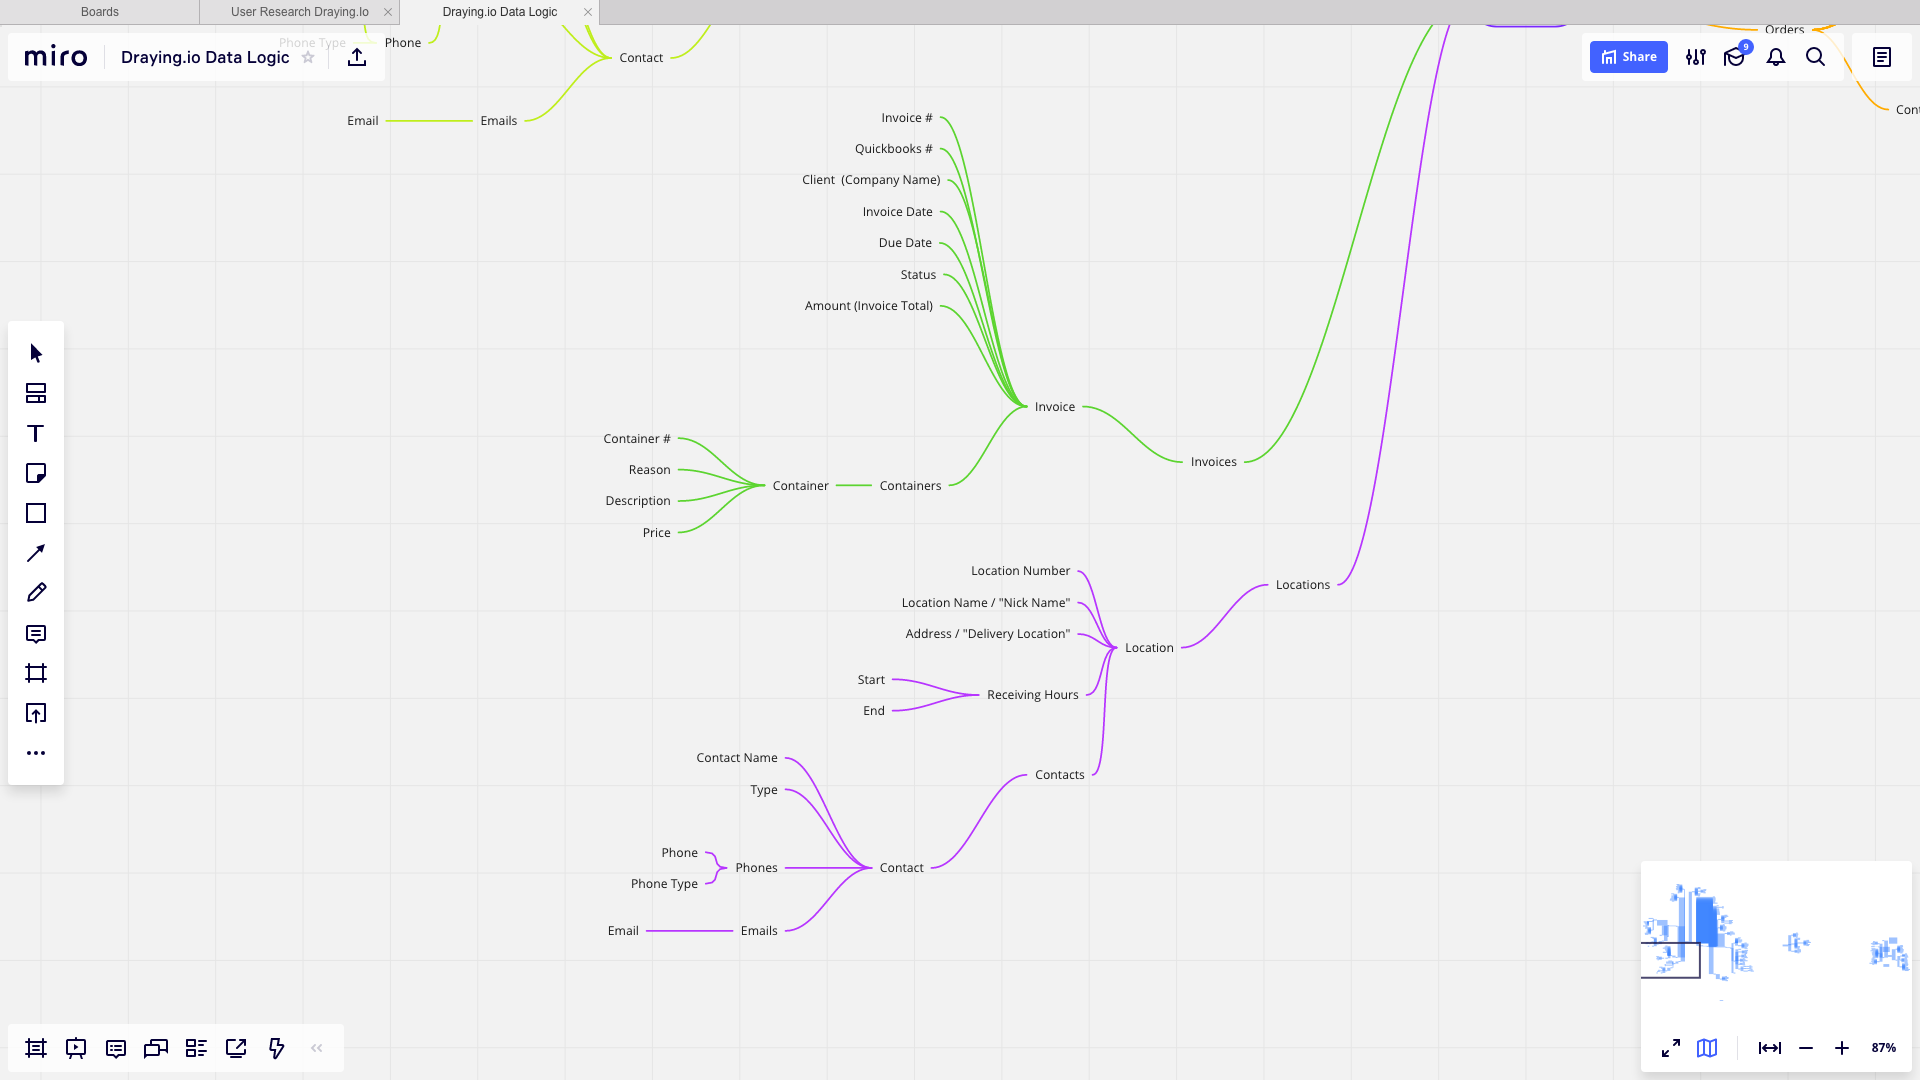 Boards
User Research Draying.Io
Draying.io Data Logic
miro
Draying.io Data Logic
Phone Type
Phone
Contact
Email
Emails
Share
9
Orders
Cont
Invoice #
Quickbooks #
Client (Company Name)
Invoice Date
Due Date
Status
Amount (Invoice Total)
Invoice
Invoices
Container #
Reason
Description
Price
Container
Containers
Location Number
Location Name / "Nick Name"
Address / "Delivery Location"
Location
Locations
Start
End
Receiving Hours
Contact Name
Type
Contacts
Phone
Phone Type
Phones
Contact
Email
Emails
87%